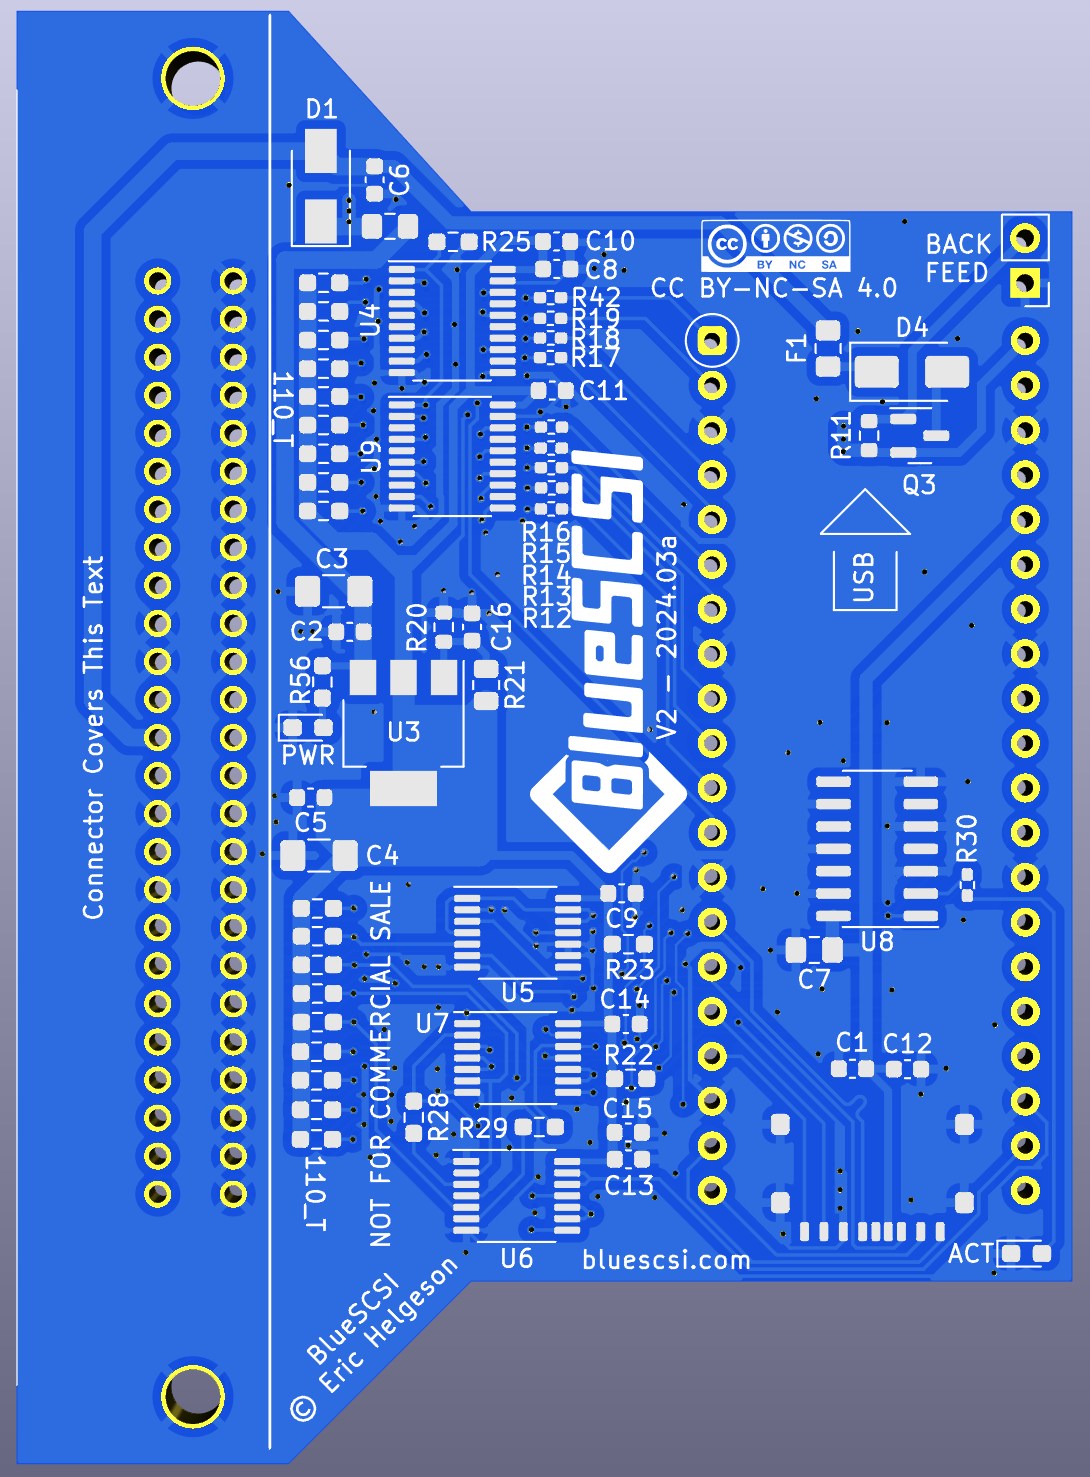 D1
C6
R25
C10
C8
R42
R19
R18
R17
U4
110_T
C11
U9
CC
BY NC SA
CC BY-NC-SA 4.0
BACK
FEED
F1
D4
R11
Q3
USB
R16
R15
R14
R13
R12
BlueSCSI
V2 - 2024.03a
C3
C2
R20
C16
R56
R21
U3
PWR
C5
C4
Connector Covers This Text
NOT FOR COMMERCIAL SALE
C9
R23
U5
C14
U7
R22
C15
R28
R29
C13
U6
110_T
R30
U8
C7
C1
C12
ACT
bluescsi.com
BlueSCSI
© Eric Helgeson